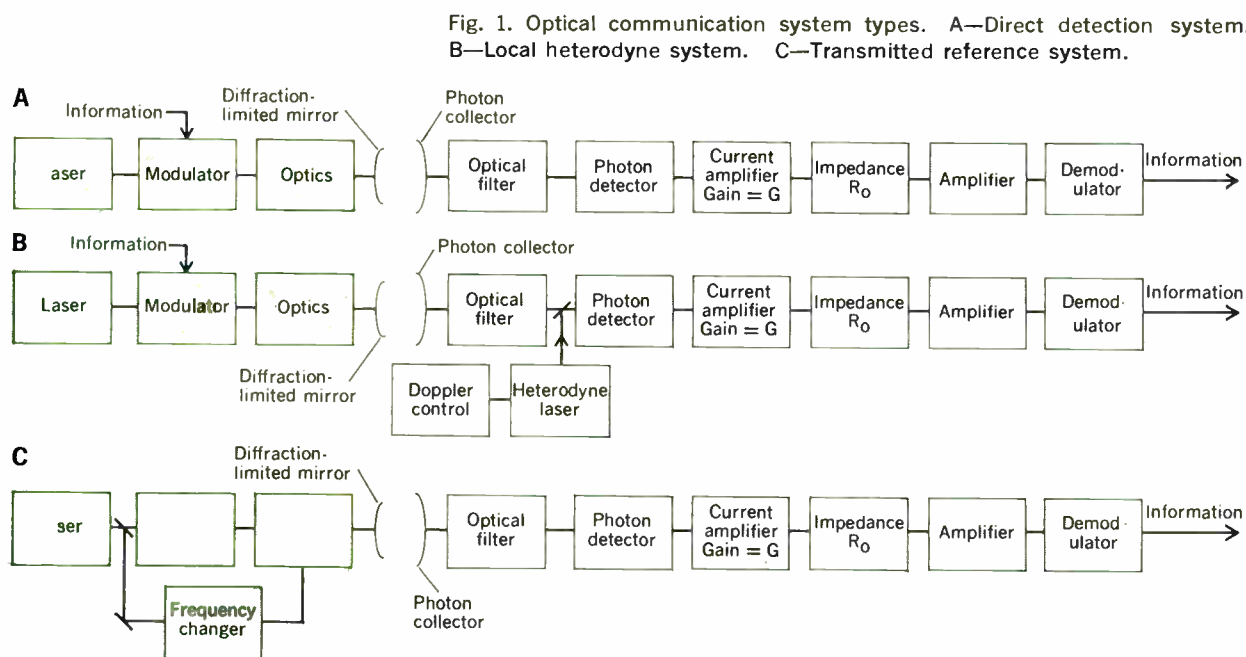 Fig. 1. Optical communication system types. A—Direct detection system.
B—Local heterodyne system. C—Transmitted reference system.
A
Information
Diffraction-
limited mirror
Photon
collector
aser
Modulator
Optics
Optical
filter
Photon
detector
Current
amplifier
Gain = G
Impedance
R₀
Amplifier
Demod·
ulator
Information
B
Information
Photon collector
Laser
Modulator
Optics
Optical
filter
Photon
detector
Current
amplifier
Gain = G
Impedance
R₀
Amplifier
Demod·
ulator
Information
Diffraction-
limited mirror
Doppler
control
Heterodyne
laser
C
Diffraction-
limited mirror
ser
Optical
filter
Photon
detector
Current
amplifier
Gain = G
Impedance
R₀
Amplifier
Demod·
ulator
Information
Frequency
changer
Photon
collector